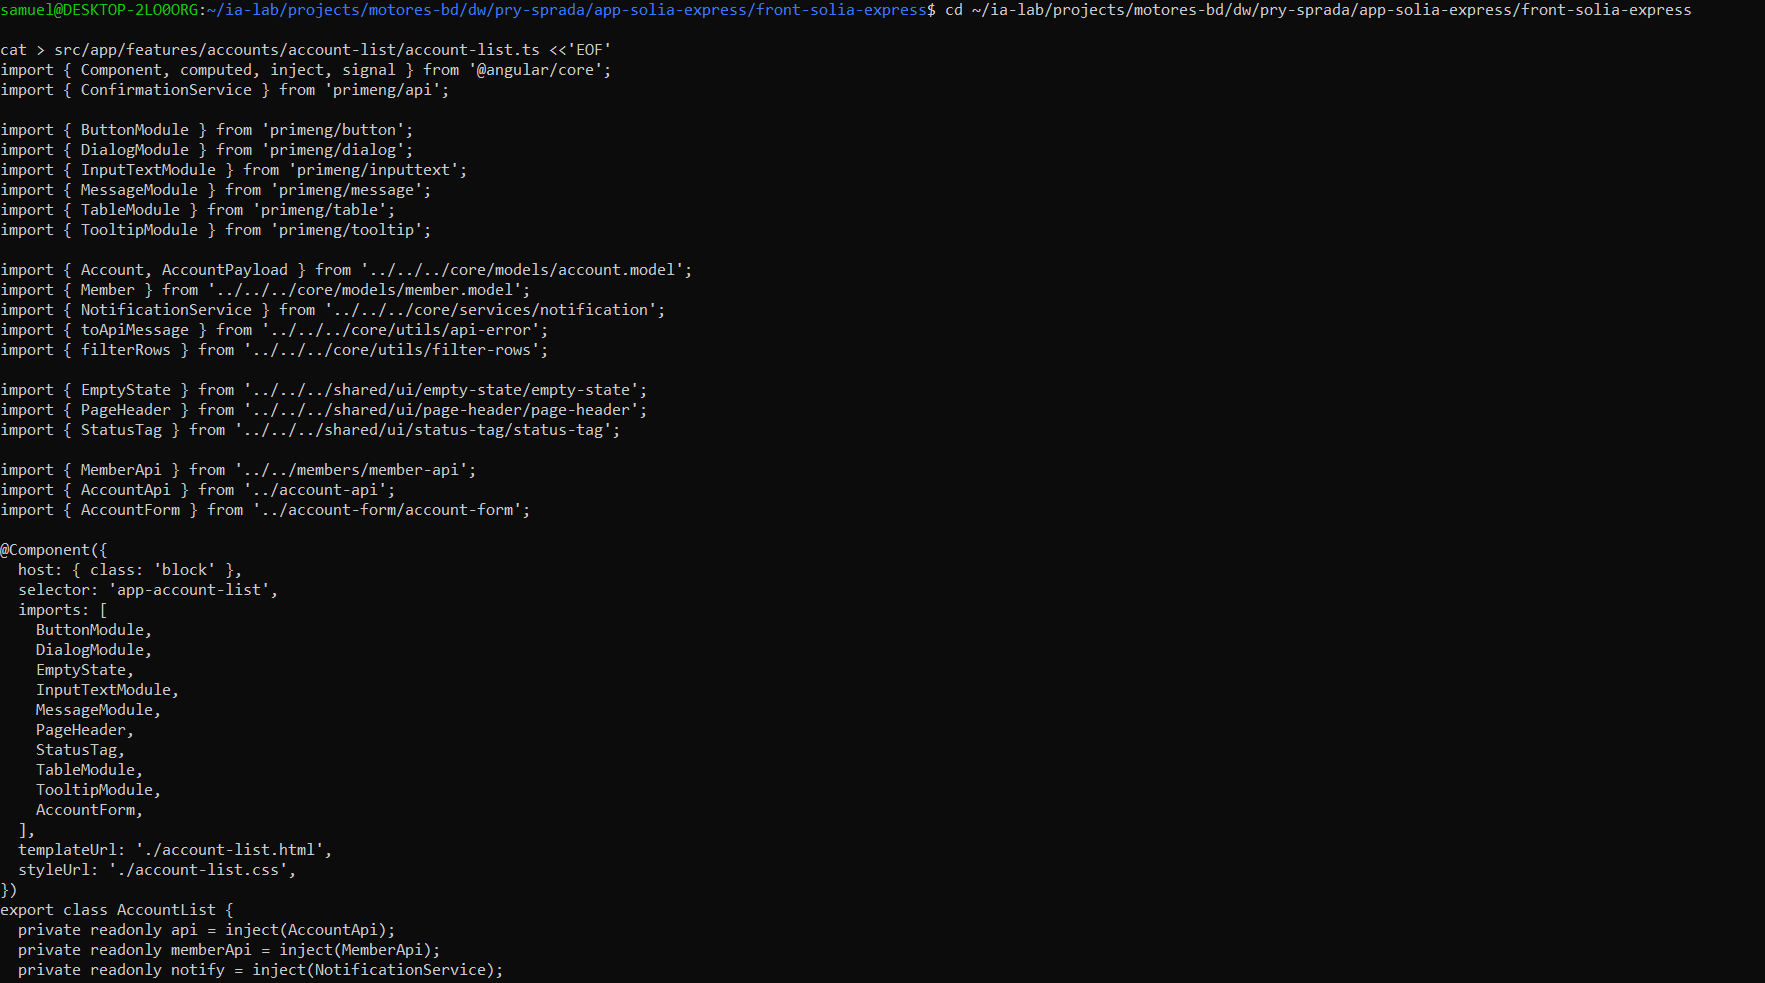 samuel@DESKTOP-2LO0ORG:~/ia-lab/projects/motores-bd/dw/pry-sprada/app-solia-express/front-solia-express$ cd ~/ia-lab/projects/motores-bd/dw/pry-sprada/app-solia-express/front-solia-express
cat > src/app/features/accounts/account-list/account-list.ts <<'EOF'
import { Component, computed, inject, signal } from '@angular/core';
import { ConfirmationService } from 'primeng/api';
import { ButtonModule } from 'primeng/button';
import { DialogModule } from 'primeng/dialog';
import { InputTextModule } from 'primeng/inputtext';
import { MessageModule } from 'primeng/message';
import { TableModule } from 'primeng/table';
import { TooltipModule } from 'primeng/tooltip';
import { Account, AccountPayload } from '../../../core/models/account.model';
import { Member } from '../../../core/models/member.model';
import { NotificationService } from '../../../core/services/notification';
import { toApiMessage } from '../../../core/utils/api-error';
import { filterRows } from '../../../core/utils/filter-rows';
import { EmptyState } from '../../../shared/ui/empty-state/empty-state';
import { PageHeader } from '../../../shared/ui/page-header/page-header';
import { StatusTag } from '../../../shared/ui/status-tag/status-tag';
import { MemberApi } from '../../members/member-api';
import { AccountApi } from '../account-api';
import { AccountForm } from '../account-form/account-form';
@Component({
  host: { class: 'block' },
  selector: 'app-account-list',
  imports: [
    ButtonModule,
    DialogModule,
    EmptyState,
    InputTextModule,
    MessageModule,
    PageHeader,
    StatusTag,
    TableModule,
    TooltipModule,
    AccountForm,
  ],
  templateUrl: './account-list.html',
  styleUrl: './account-list.css',
})
export class AccountList {
  private readonly api = inject(AccountApi);
  private readonly memberApi = inject(MemberApi);
  private readonly notify = inject(NotificationService);